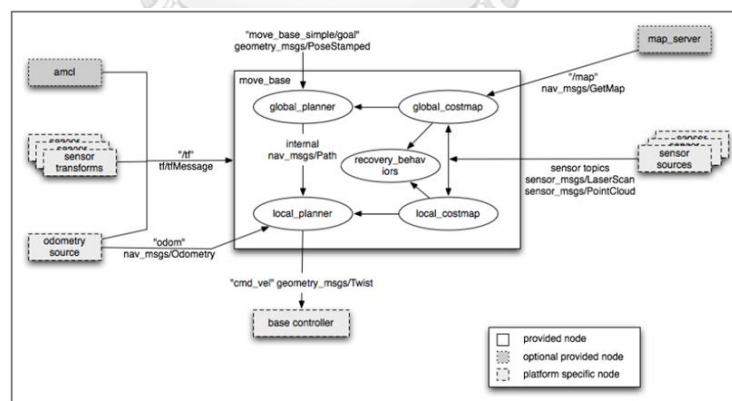 "move_base_simple/goal"
geometry_msgs/PoseStamped
map_server
amcl
move_base
"/map"
nav_msgs/GetMap
global_planner
global_costmap
internal
nav_msgs/Path
"/tf"
tf/tfMessage
sensor
transforms
recovery_behav
iors
sensor topics
sensor_msgs/LaserScan
sensor_msgs/PointCloud
sensor
sources
local_planner
local_costmap
odometry
source
"odom"
nav_msgs/Odometry
"cmd_vel" geometry_msgs/Twist
base controller
provided node
optional provided node
platform specific node